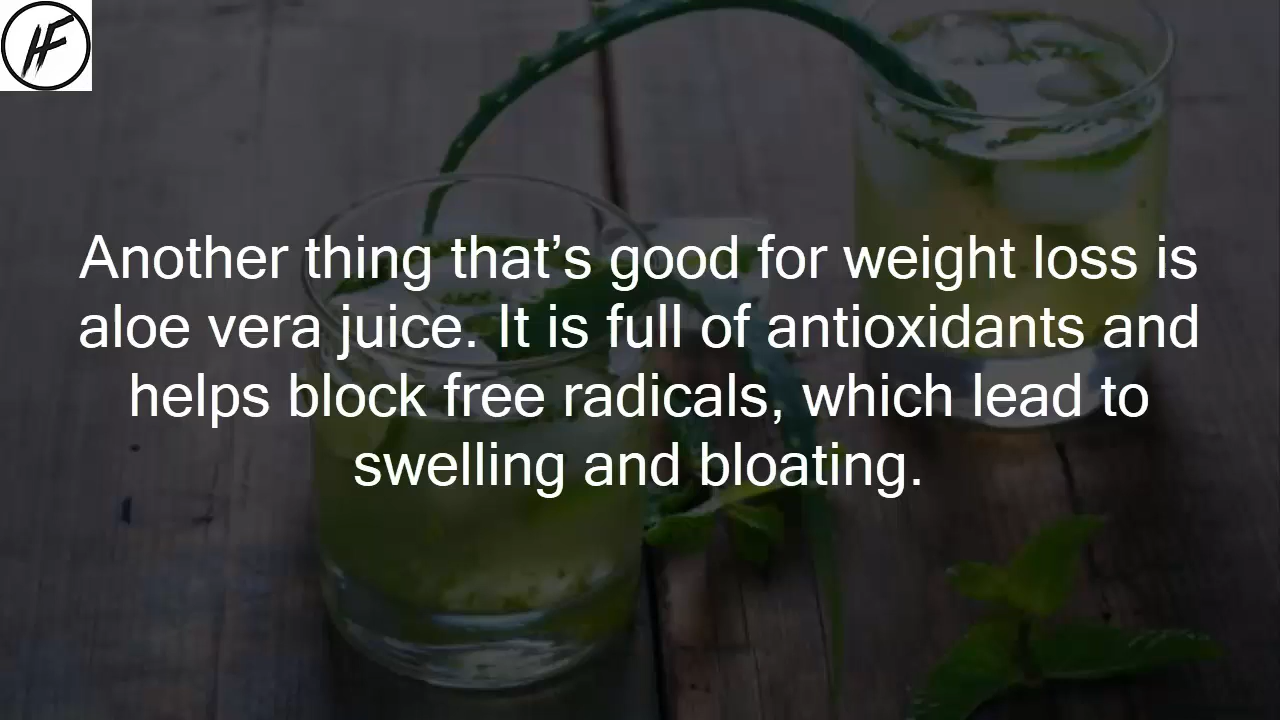 HF
Another thing that’s good for weight loss is
aloe vera juice. It is full of antioxidants and
helps block free radicals, which lead to
swelling and bloating.